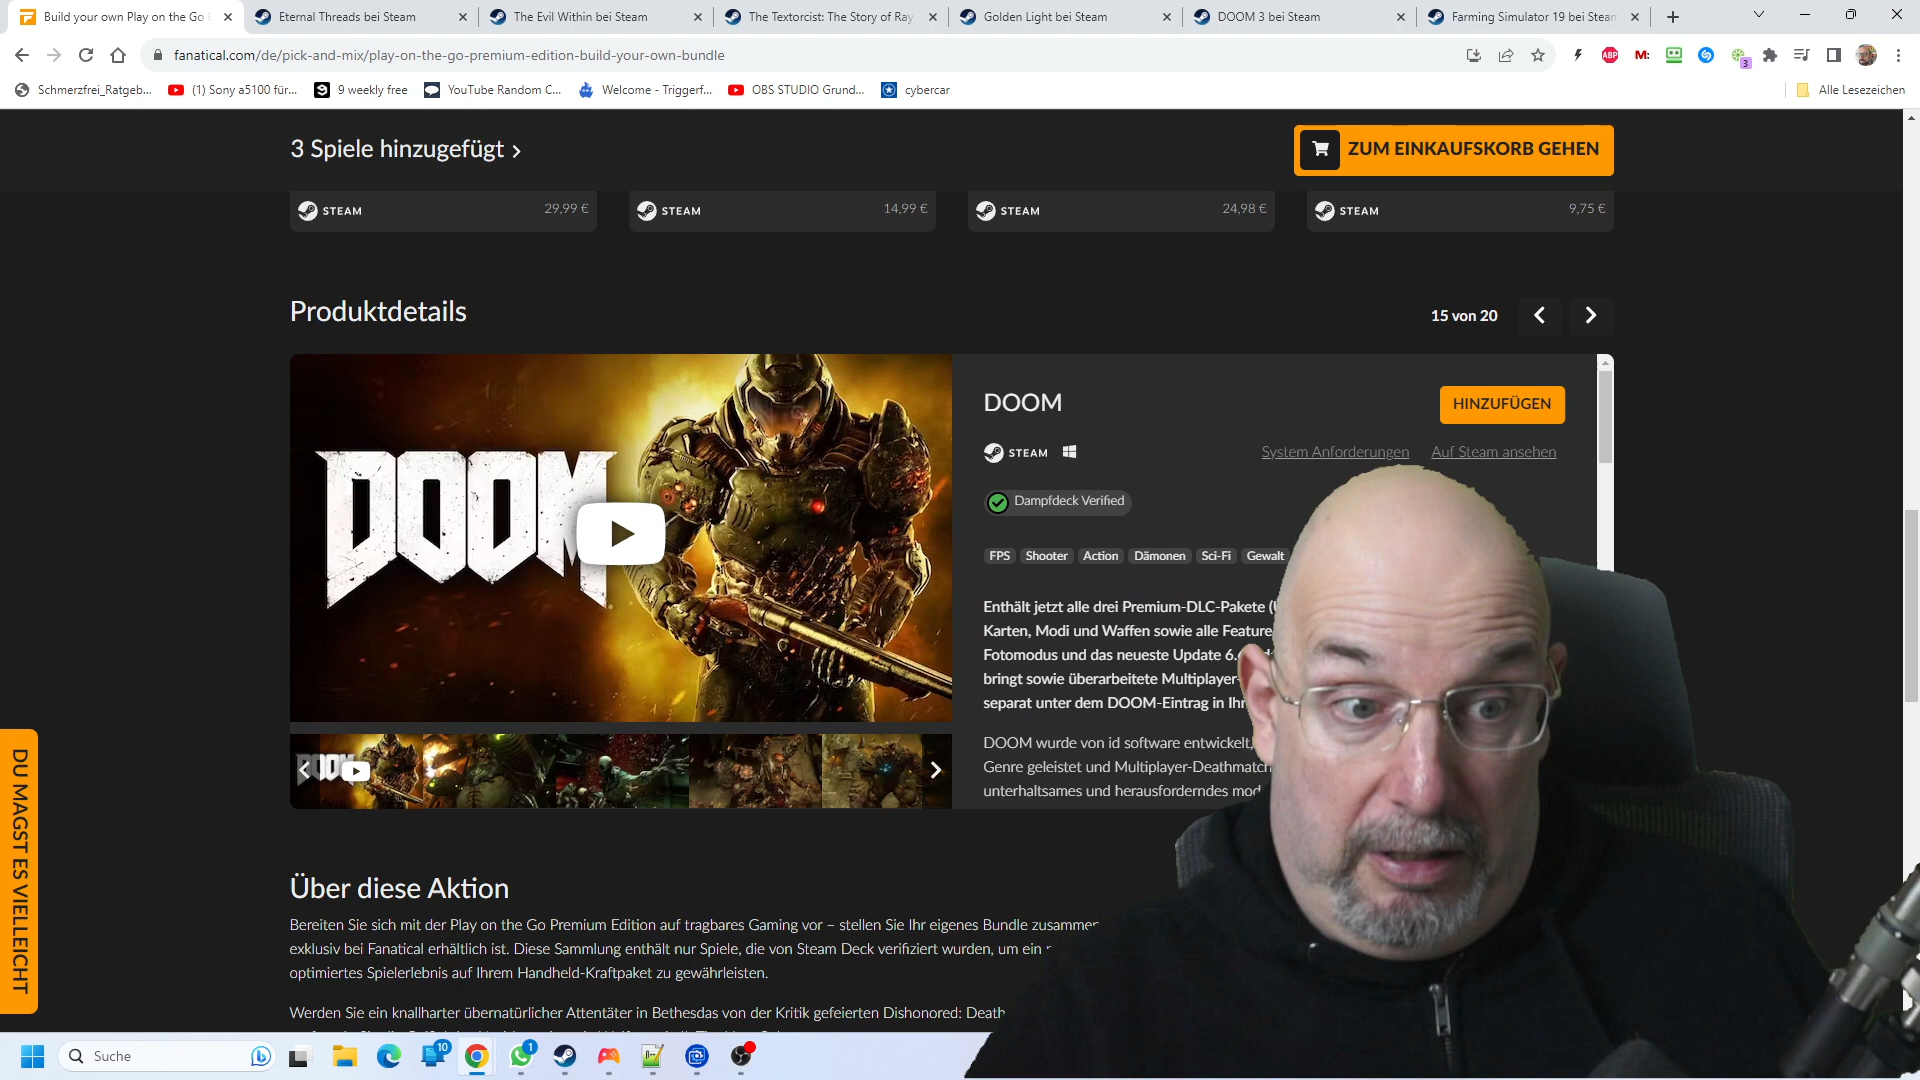 Build your own Play on the Go
Eternal Threads bei Steam
The Evil Within bei Steam
The Textorcist: The Story of Ray
Golden Light bei Steam
DOOM 3 bei Steam
Farming Simulator 19 bei Steam
fanatical.com/de/pick-and-mix/play-on-the-go-premium-edition-build-your-own-bundle
ABP
M:
3
Schmerzfrei_Ratgeb...
(1) Sony a5100 für...
9 weekly free
YouTube Random C...
Welcome - Triggerf...
OBS STUDIO Grund...
cybercar
Alle Lesezeichen
3 Spiele hinzugefügt
ZUM EINKAUFSKORB GEHEN
STEAM 29,99 €
STEAM 14,99 €
STEAM 24,98 €
STEAM 9,75 €
Produktdetails
15 von 20
DOOM
DOOM
HINZUFÜGEN
STEAM
System Anforderungen
Auf Steam ansehen
Dampfdeck Verified
FPS Shooter Action Dämonen Sci-Fi Gewalt
Enthält jetzt alle drei Premium-DLC-Pakete
Karten, Modi und Waffen sowie alle Feature
Fotomodus und das neueste Update 6.
bringt sowie überarbeitete Multiplayer-
separat unter dem DOOM-Eintrag in
DOOM wurde von id software entwickelt,
Genre geleistet und Multiplayer-Deathmatch
unterhaltsames und herausforderndes mod
DU MAGST ES VIELLEICHT
Über diese Aktion
Bereiten Sie sich mit der Play on the Go Premium Edition auf tragbares Gaming vor – stellen Sie Ihr eigenes Bundle zusammen
exklusiv bei Fanatical erhältlich ist. Diese Sammlung enthält nur Spiele, die von Steam Deck verifiziert wurden, um ein
optimiertes Spielerlebnis auf Ihrem Handheld-Kraftpaket zu gewährleisten.
Werden Sie ein knallharter übernatürlicher Attentäter in Bethesdas von der Kritik gefeierten Dishonored: Death
Suche
10
1